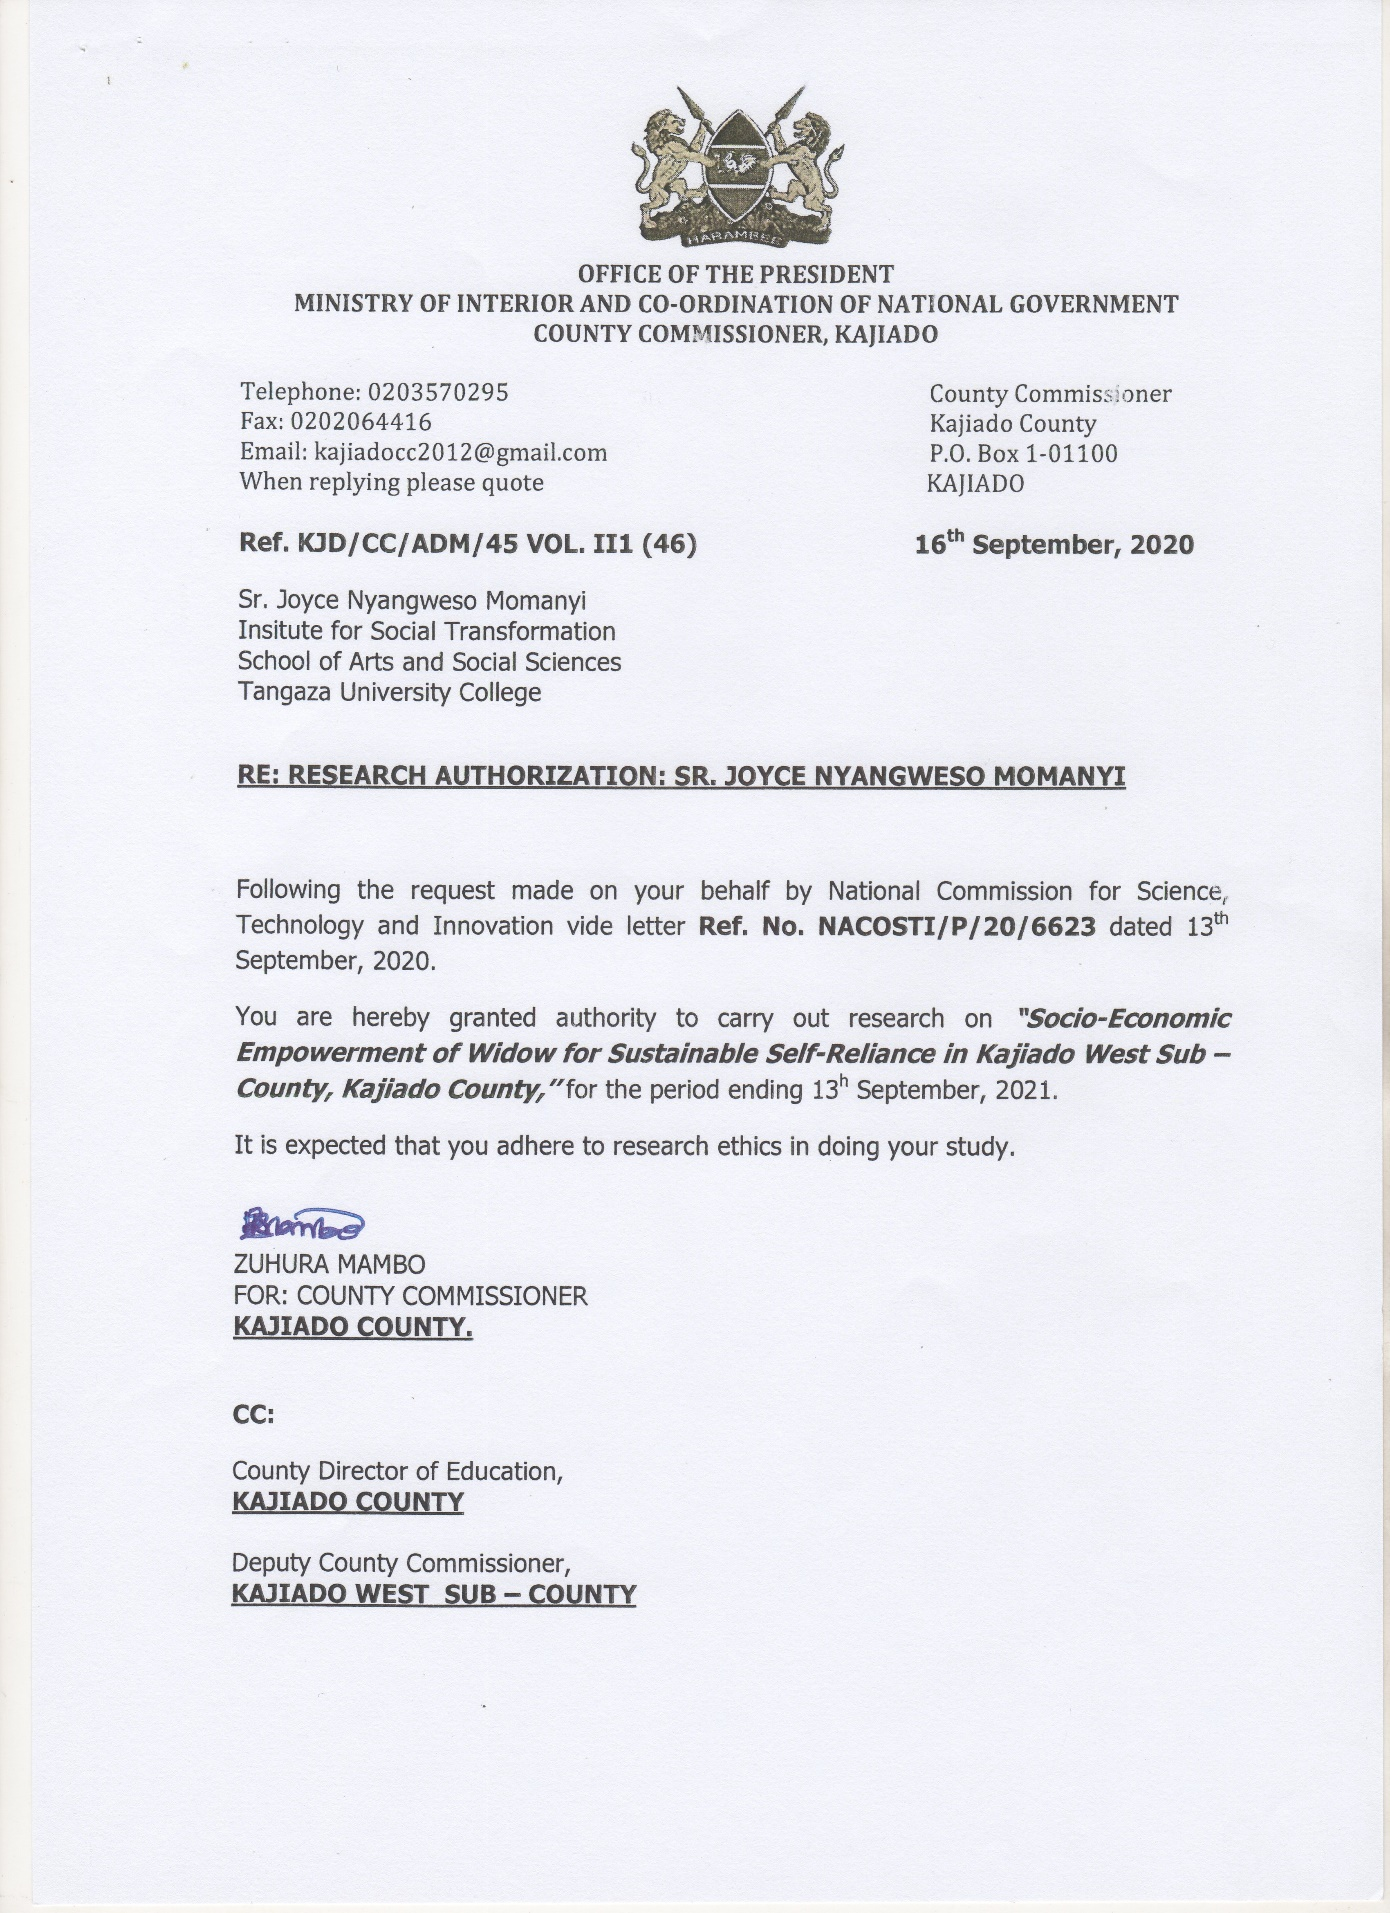 HARAMBEE
OFFICE OF THE PRESIDENT
MINISTRY OF INTERIOR AND CO-ORDINATION OF NATIONAL GOVERNMENT
COUNTY COMMISSIONER, KAJIADO
Telephone: 0203570295
Fax: 0202064416
Email: kajiadocc2012@gmail.com
When replying please quote
County Commissioner
Kajiado County
P.O. Box 1-01100
KAJIADO
Ref. KJD/CC/ADM/45 VOL. II1 (46)
16th September, 2020
Sr. Joyce Nyangweso Momanyi
Insitute for Social Transformation
School of Arts and Social Sciences
Tangaza University College
RE: RESEARCH AUTHORIZATION: SR. JOYCE NYANGWESO MOMANYI
Following the request made on your behalf by National Commission for Science,
Technology and Innovation vide letter Ref. No. NACOSTI/P/20/6623 dated 13th
September, 2020.
You are hereby granted authority to carry out research on "Socio-Economic
Empowerment of Widow for Sustainable Self-Reliance in Kajiado West Sub –
County, Kajiado County,” for the period ending 13h September, 2021.
It is expected that you adhere to research ethics in doing your study.
ZUHURA MAMBO
FOR: COUNTY COMMISSIONER
KAJIADO COUNTY.
CC:
County Director of Education,
KAJIADO COUNTY
Deputy County Commissioner,
KAJIADO WEST SUB – COUNTY